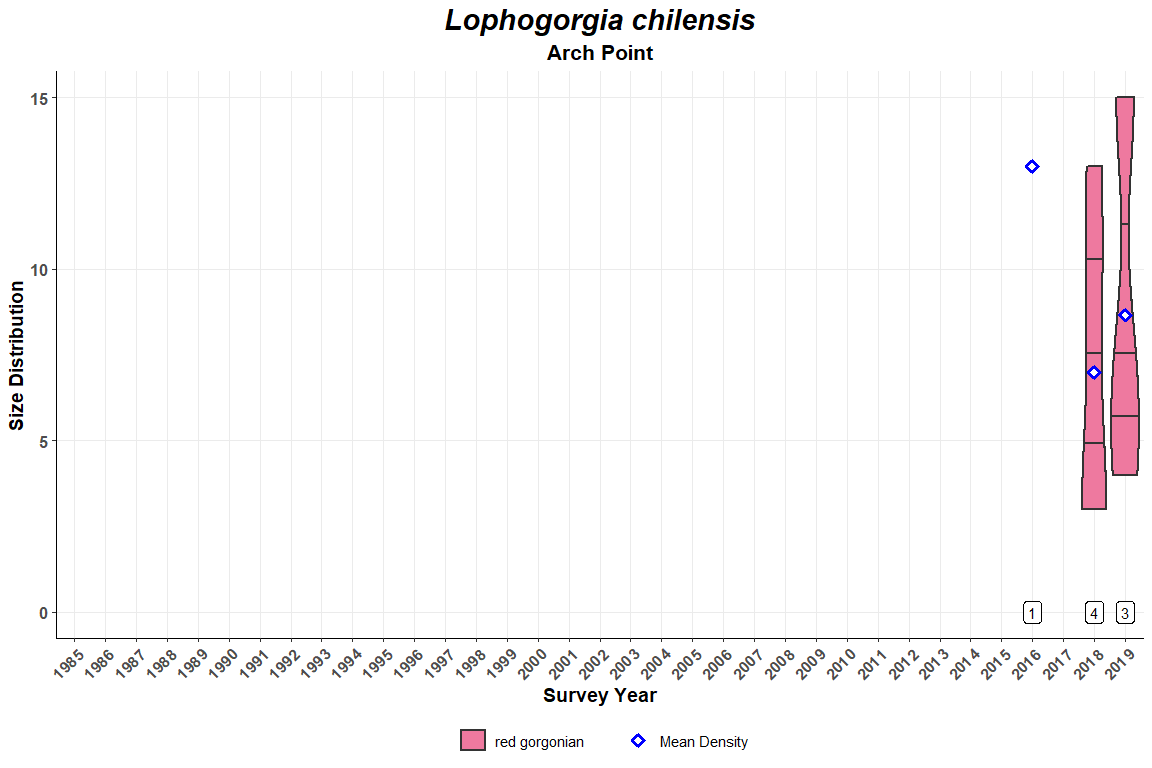 Lophogorgia chilensis
Arch Point
Size Distribution
15
10
5
0
1 4 3
1985 1986 1987 1988 1989 1990 1991 1992 1993 1994 1995 1996 1997 1998 1999 2000 2001 2002 2003 2004 2005 2006 2007 2008 2009 2010 2011 2012 2013 2014 2015 2016 2017 2018 2019
Survey Year
red gorgonian Mean Density